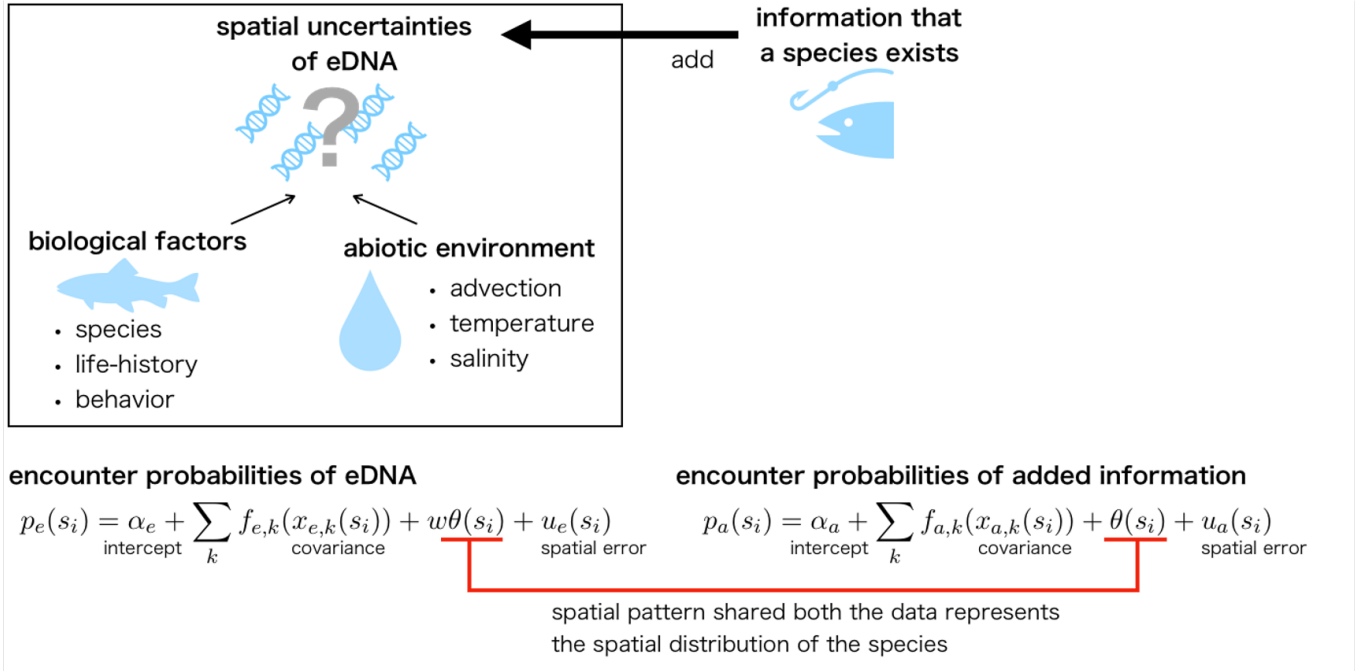 spatial uncertainties
of eDNA
information that
a species exists
add
?
biological factors
• species
• life-history
• behavior
abiotic environment
• advection
• temperature
• salinity
encounter probabilities of eDNA
p_e(s_i) = α_e + ∑_k f_{e,k}(x_{e,k}(s_i)) + wθ(s_i) + u_e(s_i)
intercept covariance spatial error
encounter probabilities of added information
p_a(s_i) = α_a + ∑_k f_{a,k}(x_{a,k}(s_i)) + θ(s_i) + u_a(s_i)
intercept covariance spatial error
spatial pattern shared both the data represents
the spatial distribution of the species